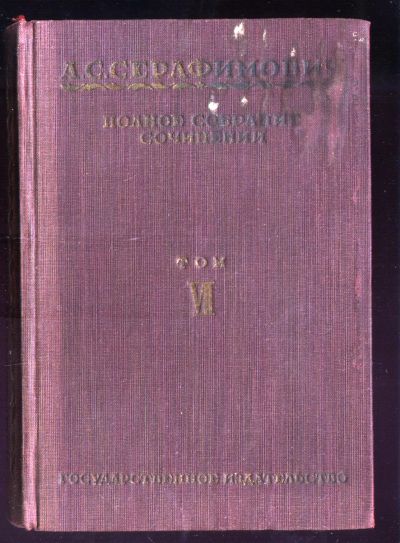 А.С.СЕРАФИМОВИЧ
ПОЛНОЕ СОБРАНИЕ
СОЧИНЕНИЙ
ТОМ
VI
ГОСУДАРСТВЕННОЕ ИЗДАТЕЛЬСТВО